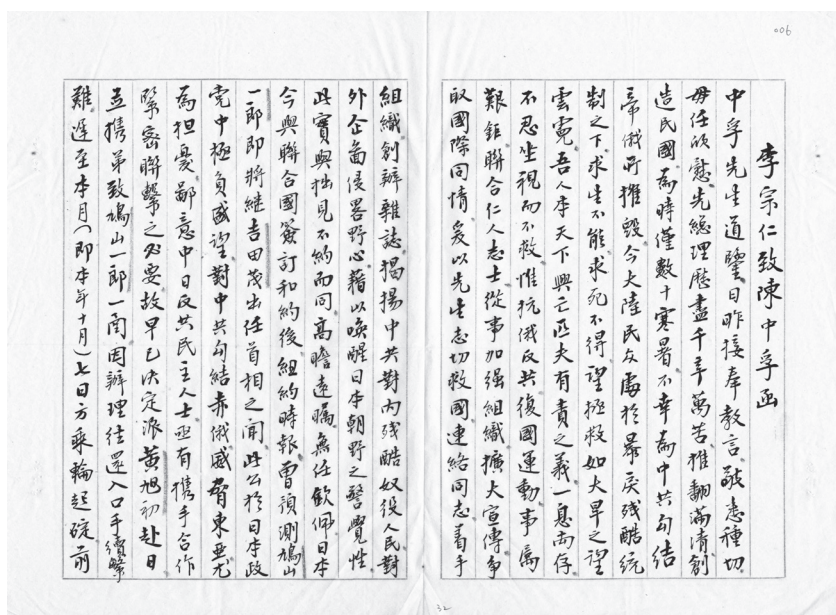 006
李宗仁致陳中孚函
中孚先生道鑒日昨接奉教言敬悉種切
毋任欣慰先總理歷盡千辛萬苦推翻滿清創
造民國為時僅數十寒暑不幸為中共勾結
帝俄所摧毀今大陸民众處於暴戾殘酷統
制之下求生不能求死不得望拯救如大旱之望
雲霓吾人本天下興亡匹夫有責之義一息尚存
不忍坐視而不救惟抗俄反共復國運動事屬
艱鉅聯合仁人志士從事加强組織擴大宣傳爭
取國際同情爰以先生志切救國連絡同志着手
組織創辦雜誌揭揚中共對內殘酷奴役人民對
外企圖侵畧野心藉以喚醒日本朝野之警覺性
此實與拙見不約而同高瞻遠矚無任歡佩日本
今與聯合國簽訂和約後紐約時報曾預測鳩山
一郎即將繼吉田茂出任首相之聞此公於日本政
党中極負盛望對中共勾結赤俄威脅東亞尤
為担憂鄙意中日反共民主人士亟有携手合作
緊密聯繫之必要故早已決定派黃旭初赴日
並携弟致鳩山一郎一函因辦理往還入口手續繁
難遲至本月（即本年十月）七日方乘輪起碇前
32